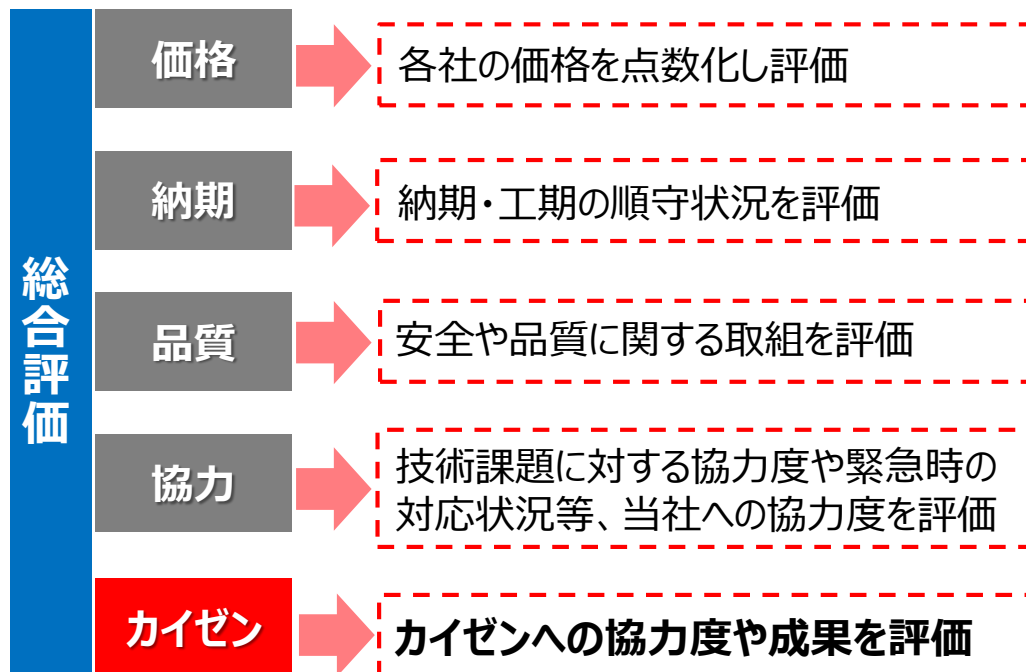 総合評価
価格
各社の価格を点数化し評価
納期
納期・工期の順守状況を評価
品質
安全や品質に関する取組を評価
協力
技術課題に対する協力度や緊急時の
対応状況等、当社への協力度を評価
カイゼン
カイゼンへの協力度や成果を評価